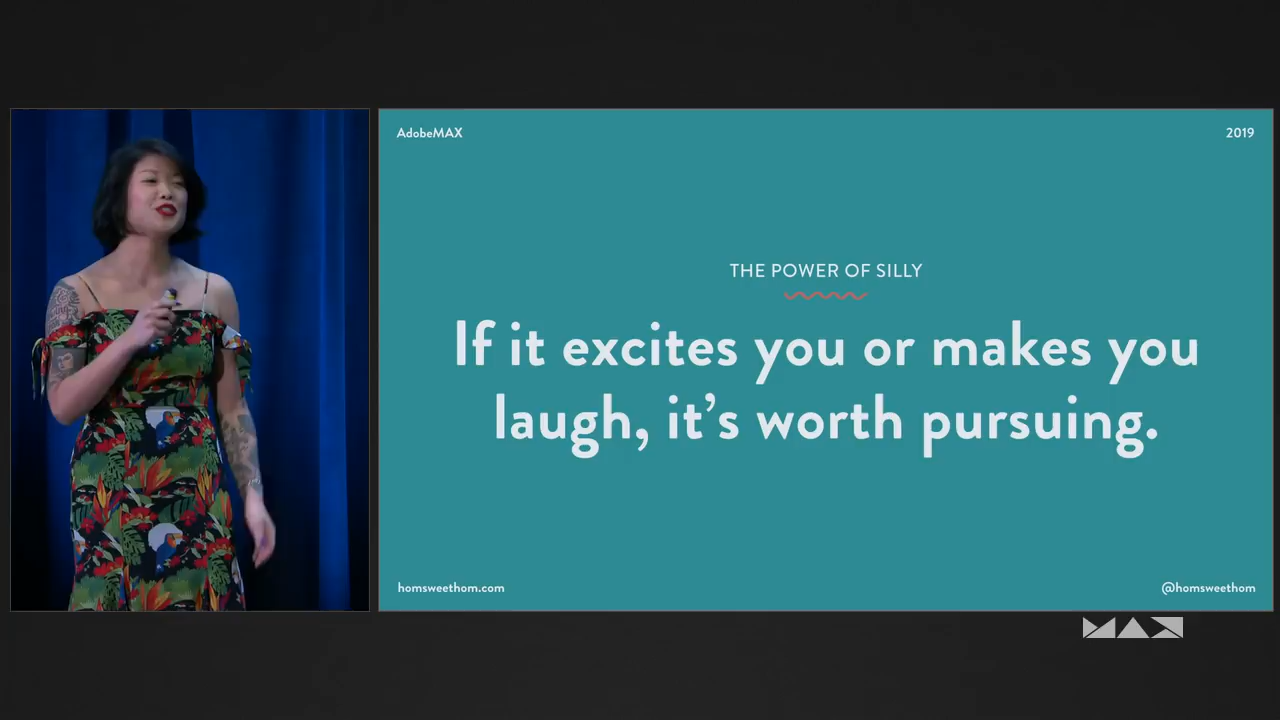 AdobeMAX
2019
THE POWER OF SILLY
If it excites you or makes you
laugh, it’s worth pursuing.
homsweethom.com
@homsweethom
MAX